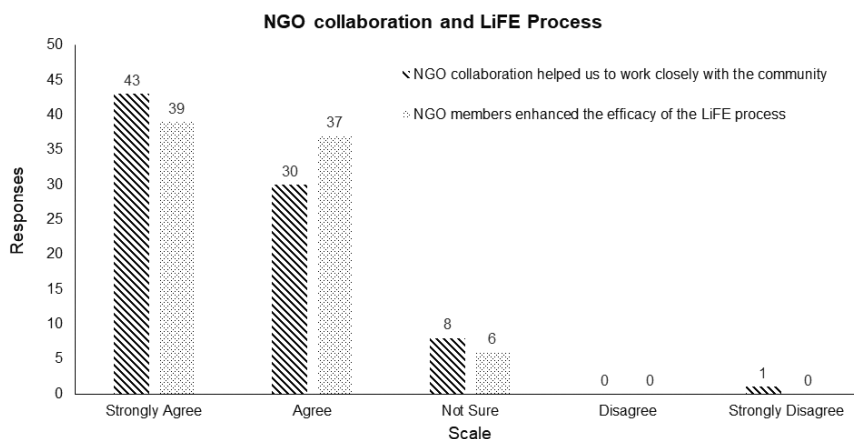 NGO collaboration and LiFE Process
NGO collaboration helped us to work closely with the community
NGO members enhanced the efficacy of the LiFE process
Responses
50
45
40
35
30
25
20
15
10
5
0
43
39
30
37
8
6
0
0
1
0
Strongly Agree
Agree
Not Sure
Disagree
Strongly Disagree
Scale